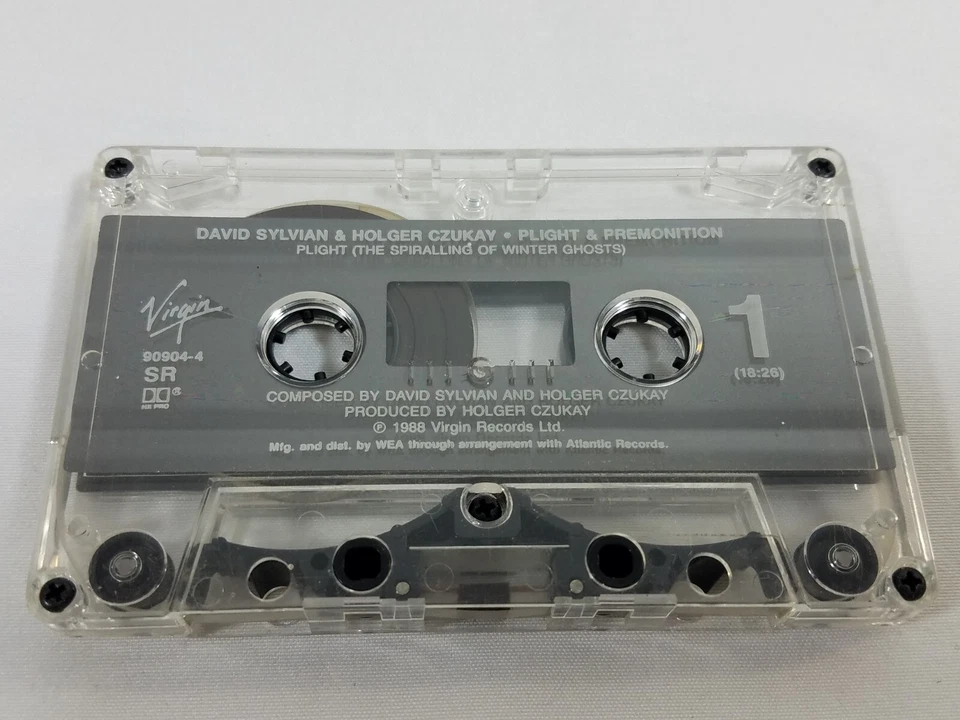 DAVID SYLVIAN & HOLGER CZUKAY • PLIGHT & PREMONITION
PLIGHT (THE SPIRALLING OF WINTER GHOSTS)
Virgin
90904-4
SR
HX PRO
1
(18:26)
COMPOSED BY DAVID SYLVIAN AND HOLGER CZUKAY
PRODUCED BY HOLGER CZUKAY
℗ 1988 Virgin Records Ltd.
Mfg. and dist. by WEA through arrangement with Atlantic Records.